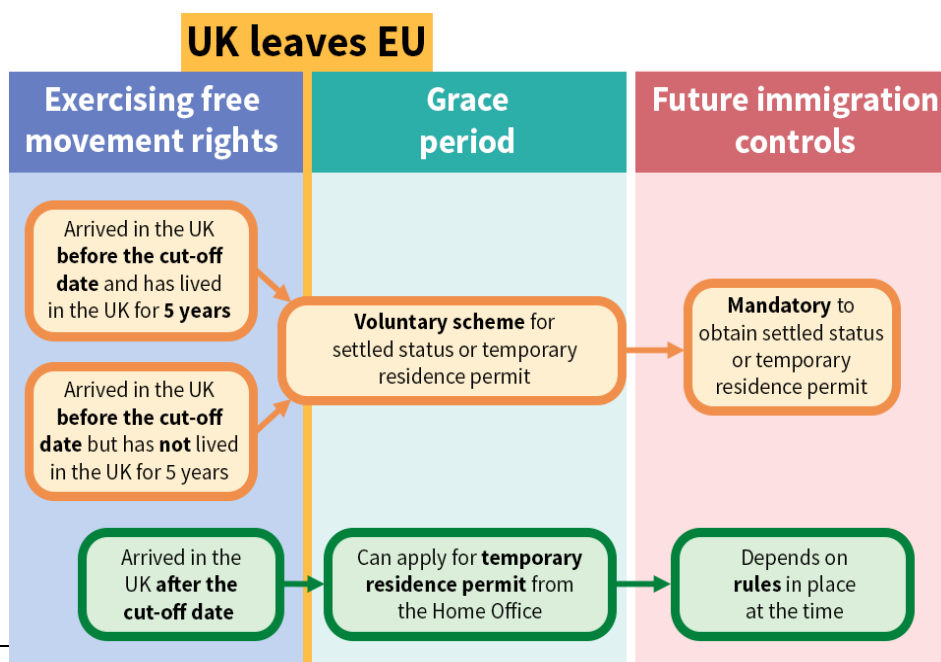 UK leaves EU
Exercising free
movement rights
Grace
period
Future immigration
controls
Arrived in the UK
before the cut-off
date and has lived
in the UK for 5 years
Voluntary scheme for
settled status or temporary
residence permit
Mandatory to
obtain settled status
or temporary
residence permit
Arrived in the UK
before the cut-off
date but has not lived
in the UK for 5 years
Arrived in the
UK after the
cut-off date
Can apply for temporary
residence permit from
the Home Office
Depends on
rules in place
at the time